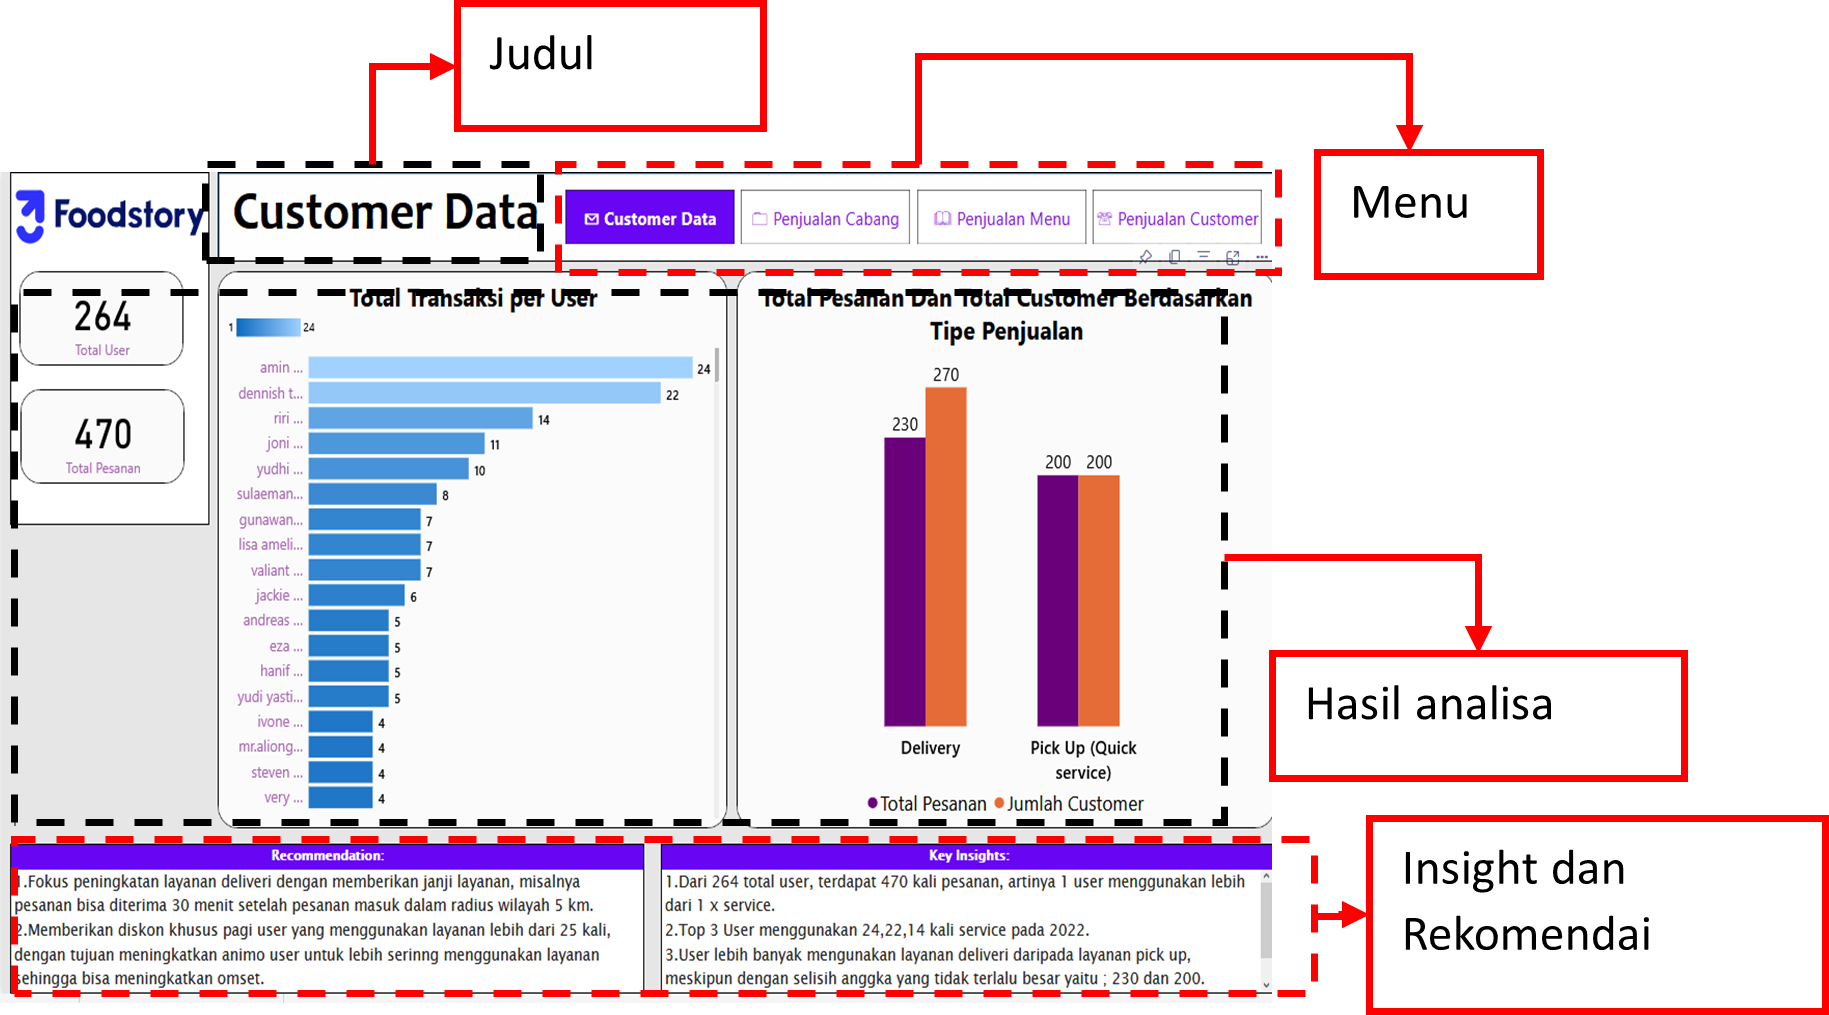 Judul
Menu
Foodstory
Customer Data
Customer Data
Penjualan Cabang
Penjualan Menu
Penjualan Customer
264
Total User
470
Total Pesanan
Total Transaksi per User
1 24
amin ... 24
dennish t... 22
riri ... 14
joni ... 11
yudhi ... 10
sulaeman... 8
gunawan... 7
lisa ameli... 7
valiant ... 7
jackie ... 6
andreas ... 5
eza ... 5
hanif ... 5
yudi yasti... 5
ivone ... 4
mr.aliong... 4
steven ... 4
very ... 4
Total Pesanan Dan Total Customer Berdasarkan
Tipe Penjualan
270
230
200 200
Delivery
Pick Up (Quick
service)
Total Pesanan Jumlah Customer
Hasil analisa
Recommendation:
1.Fokus peningkatan layanan deliveri dengan memberikan janji layanan, misalnya
pesanan bisa diterima 30 menit setelah pesanan masuk dalam radius wilayah 5 km.
2.Memberikan diskon khusus pagi user yang menggunakan layanan lebih dari 25 kali,
dengan tujuan meningkatkan animo user untuk lebih serinng menggunakan layanan
sehingga bisa meningkatkan omset.
Key Insights:
1.Dari 264 total user, terdapat 470 kali pesanan, artinya 1 user menggunakan lebih
dari 1 x service.
2.Top 3 User menggunakan 24,22,14 kali service pada 2022.
3.User lebih banyak mengunakan layanan deliveri daripada layanan pick up,
meskipun dengan selisih anggka yang tidak terlalu besar yaitu ; 230 dan 200.
Insight dan
Rekomendai